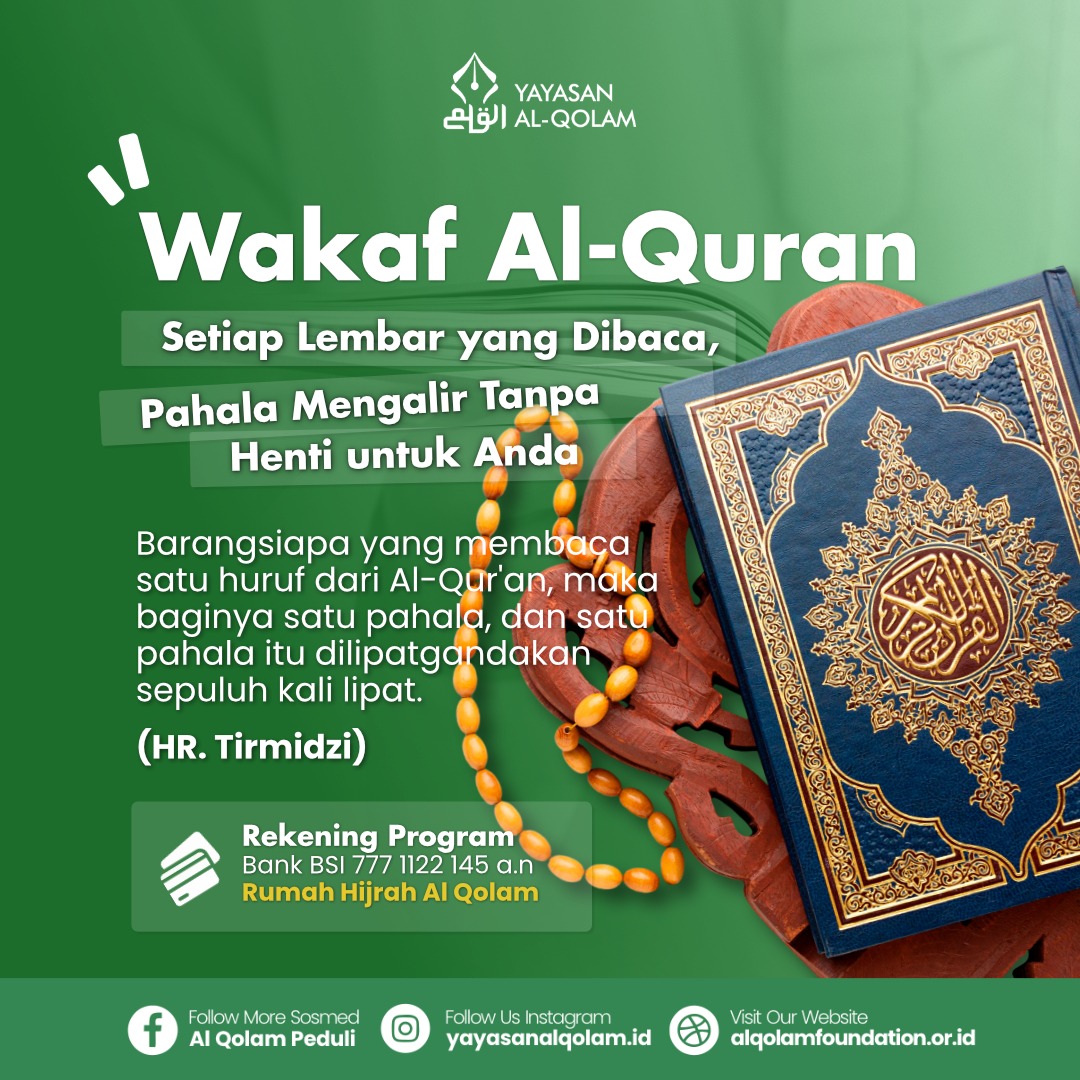 القلم
YAYASAN
AL-QOLAM
Wakaf Al-Quran
Setiap Lembar yang Dibaca,
Pahala Mengalir Tanpa
Henti untuk Anda
Barangsiapa yang membaca
satu huruf dari Al-Qur'an, maka
baginya satu pahala, dan satu
pahala itu dilipatgandakan
sepuluh kali lipat.
(HR. Tirmidzi)
القرآن الكريم
Rekening Program
Bank BSI 777 1122 145 a.n
Rumah Hijrah Al Qolam
Follow More Sosmed
Al Qolam Peduli
Follow Us Instagram
yayasanalqolam.id
Visit Our Website
alqolamfoundation.or.id